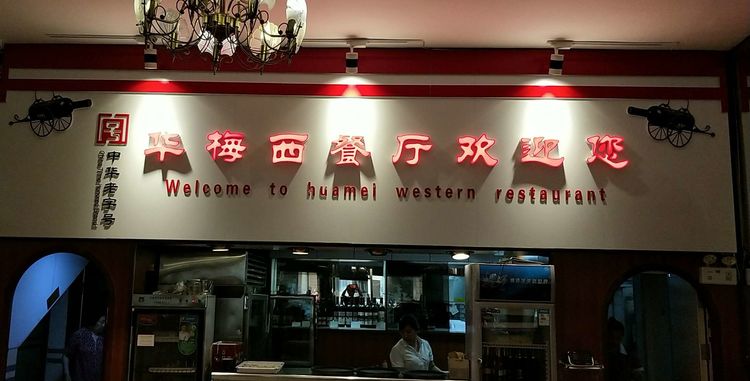 华梅西餐厅欢迎您
Welcome to huamei western restaurant
中华老字号